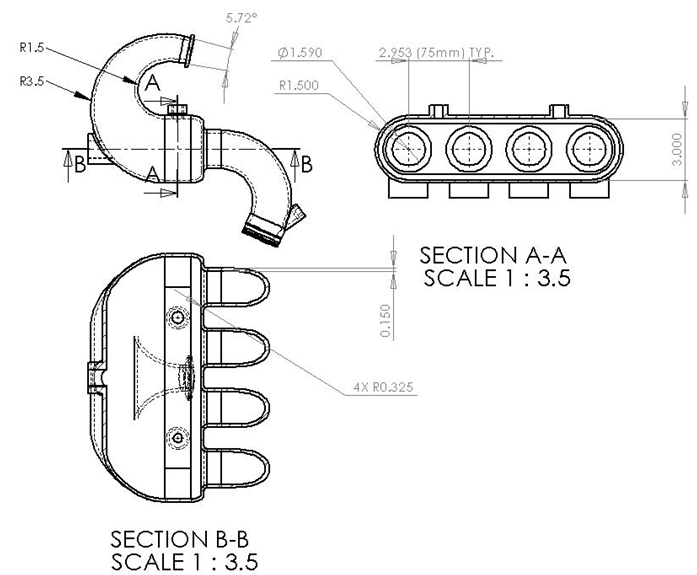 5.72°
R1.5
R3.5
A
A
B
B
Ø1.590
2.953 (75mm) TYP.
R1.500
3.000
SECTION A-A
SCALE 1 : 3.5
0.150
4X R0.325
SECTION B-B
SCALE 1 : 3.5